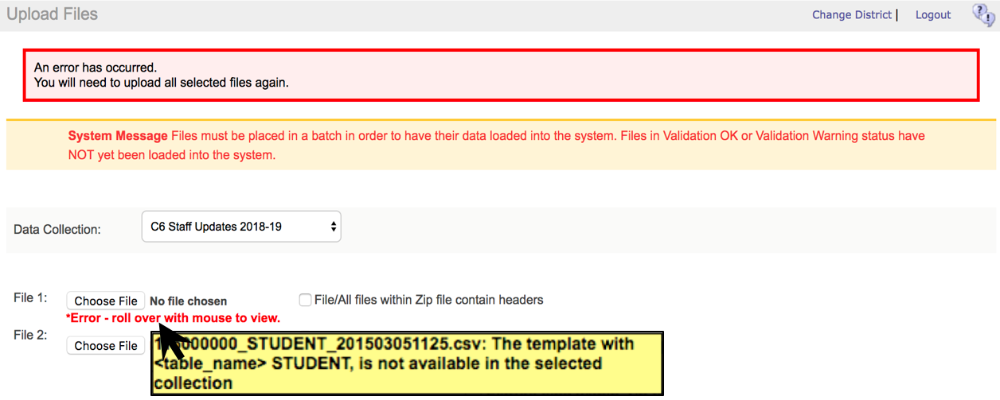 Upload Files
Change District | Logout
An error has occurred.
You will need to upload all selected files again.
System Message Files must be placed in a batch in order to have their data loaded into the system. Files in Validation OK or Validation Warning status have
NOT yet been loaded into the system.
Data Collection: C6 Staff Updates 2018-19
File 1: Choose File No file chosen File/All files within Zip file contain headers
*Error - roll over with mouse to view.
File 2: Choose File
The template with
<table_name> STUDENT, is not available in the selected
collection